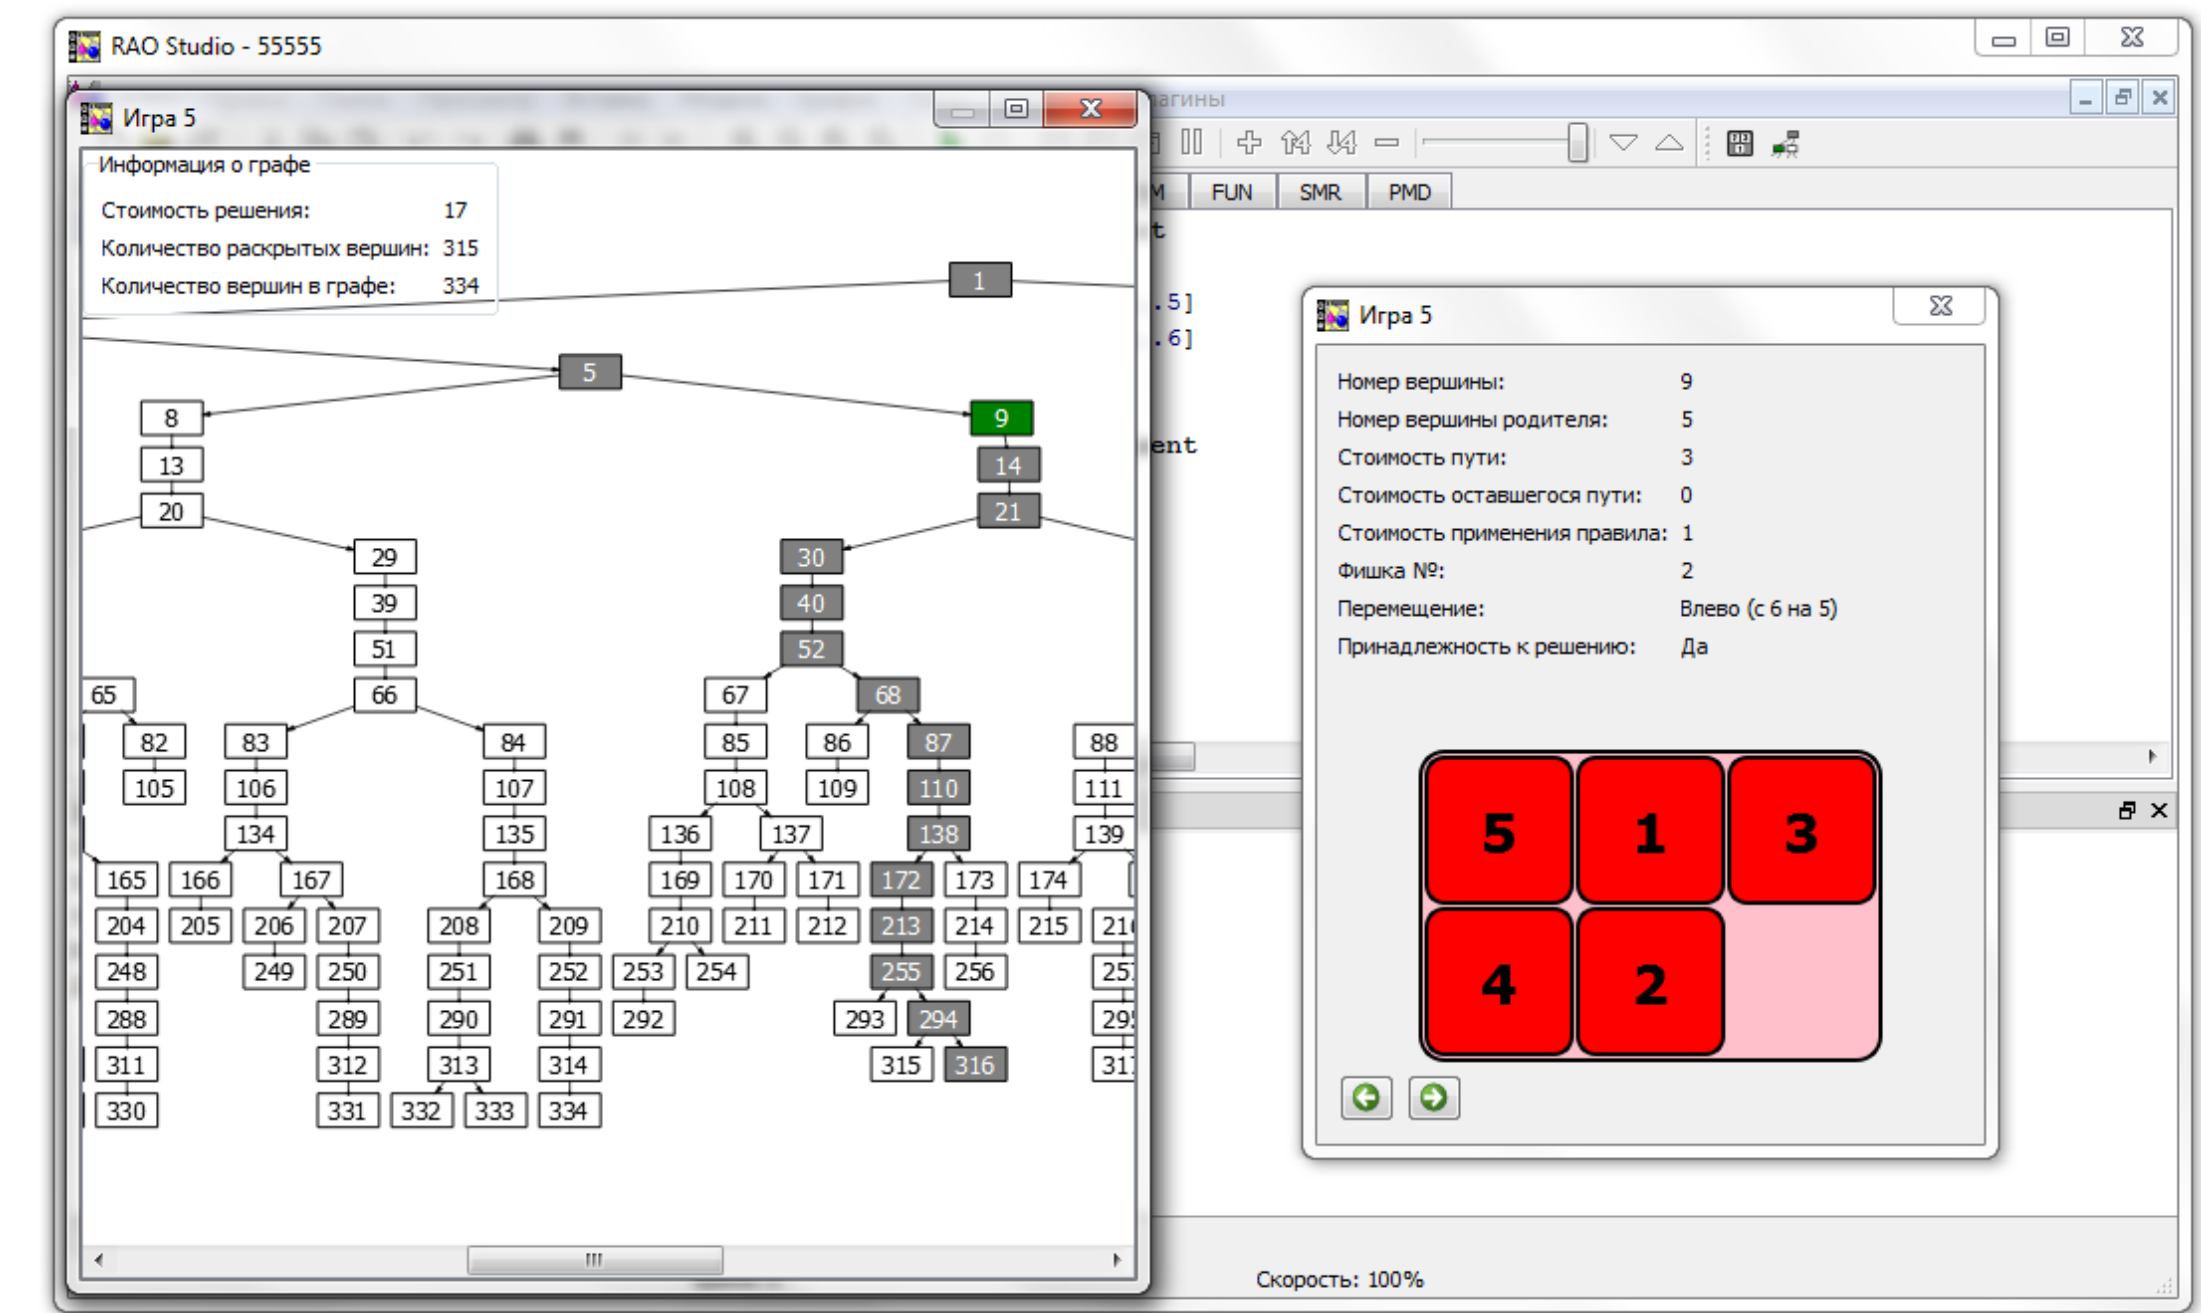 RAO Studio - 55555
Игра 5
агины
Информация о графе
Стоимость решения: 17
Количество раскрытых вершин: 315
Количество вершин в графе: 334
M FUN SMR PMD
t
.5]
.6]
ent
1
5
8 9
13 14
20 21
29 30
39 40
51 52
65 66 67 68
82 83 84 85 86 87 88
105 106 107 108 109 110 111
134 135 136 137 138 139
165 166 167 168 169 170 171 172 173 174
204 205 206 207 208 209 210 211 212 213 214 215
248 249 250 251 252 253 254 255 256
288 289 290 291 292 293 294
311 312 313 314 315 316
330 331 332 333 334
Игра 5
Номер вершины: 9
Номер вершины родителя: 5
Стоимость пути: 3
Стоимость оставшегося пути: 0
Стоимость применения правила: 1
Фишка №: 2
Перемещение: Влево (с 6 на 5)
Принадлежность к решению: Да
5 1 3
4 2
Скорость: 100%